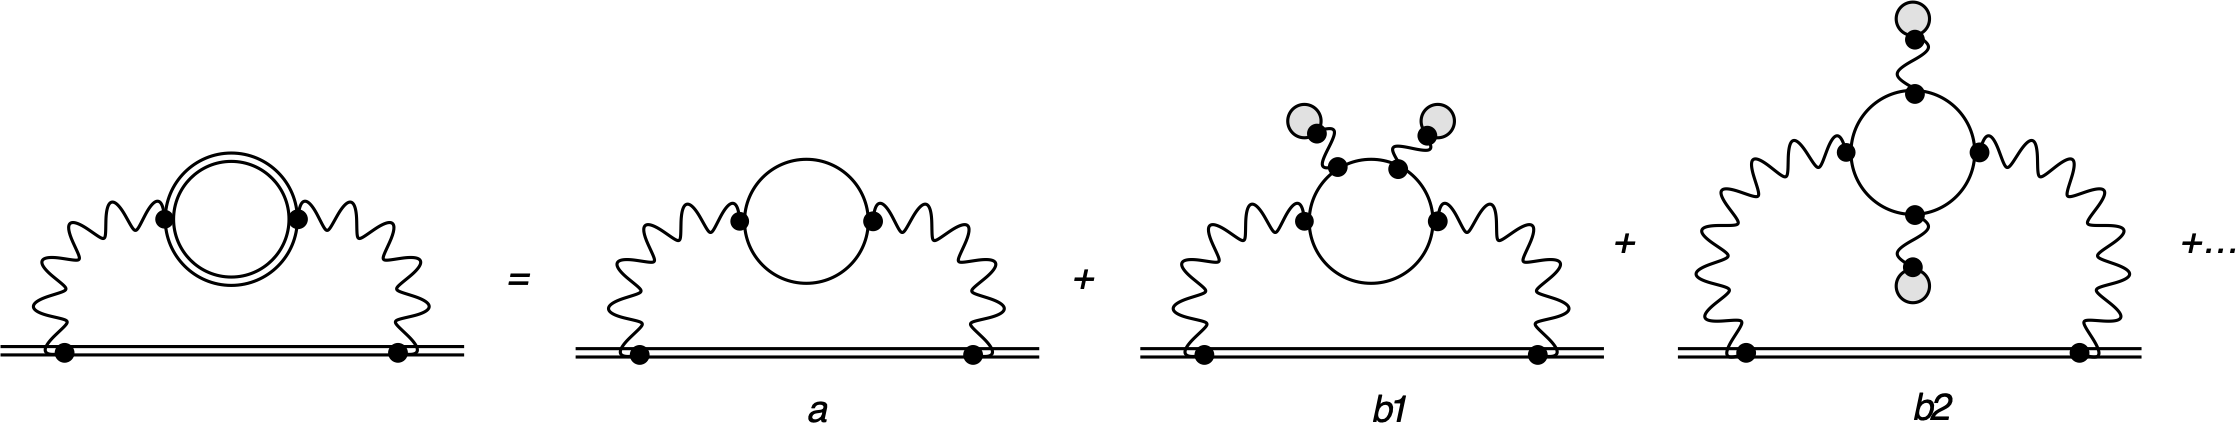 = + + +...
a b1 b2